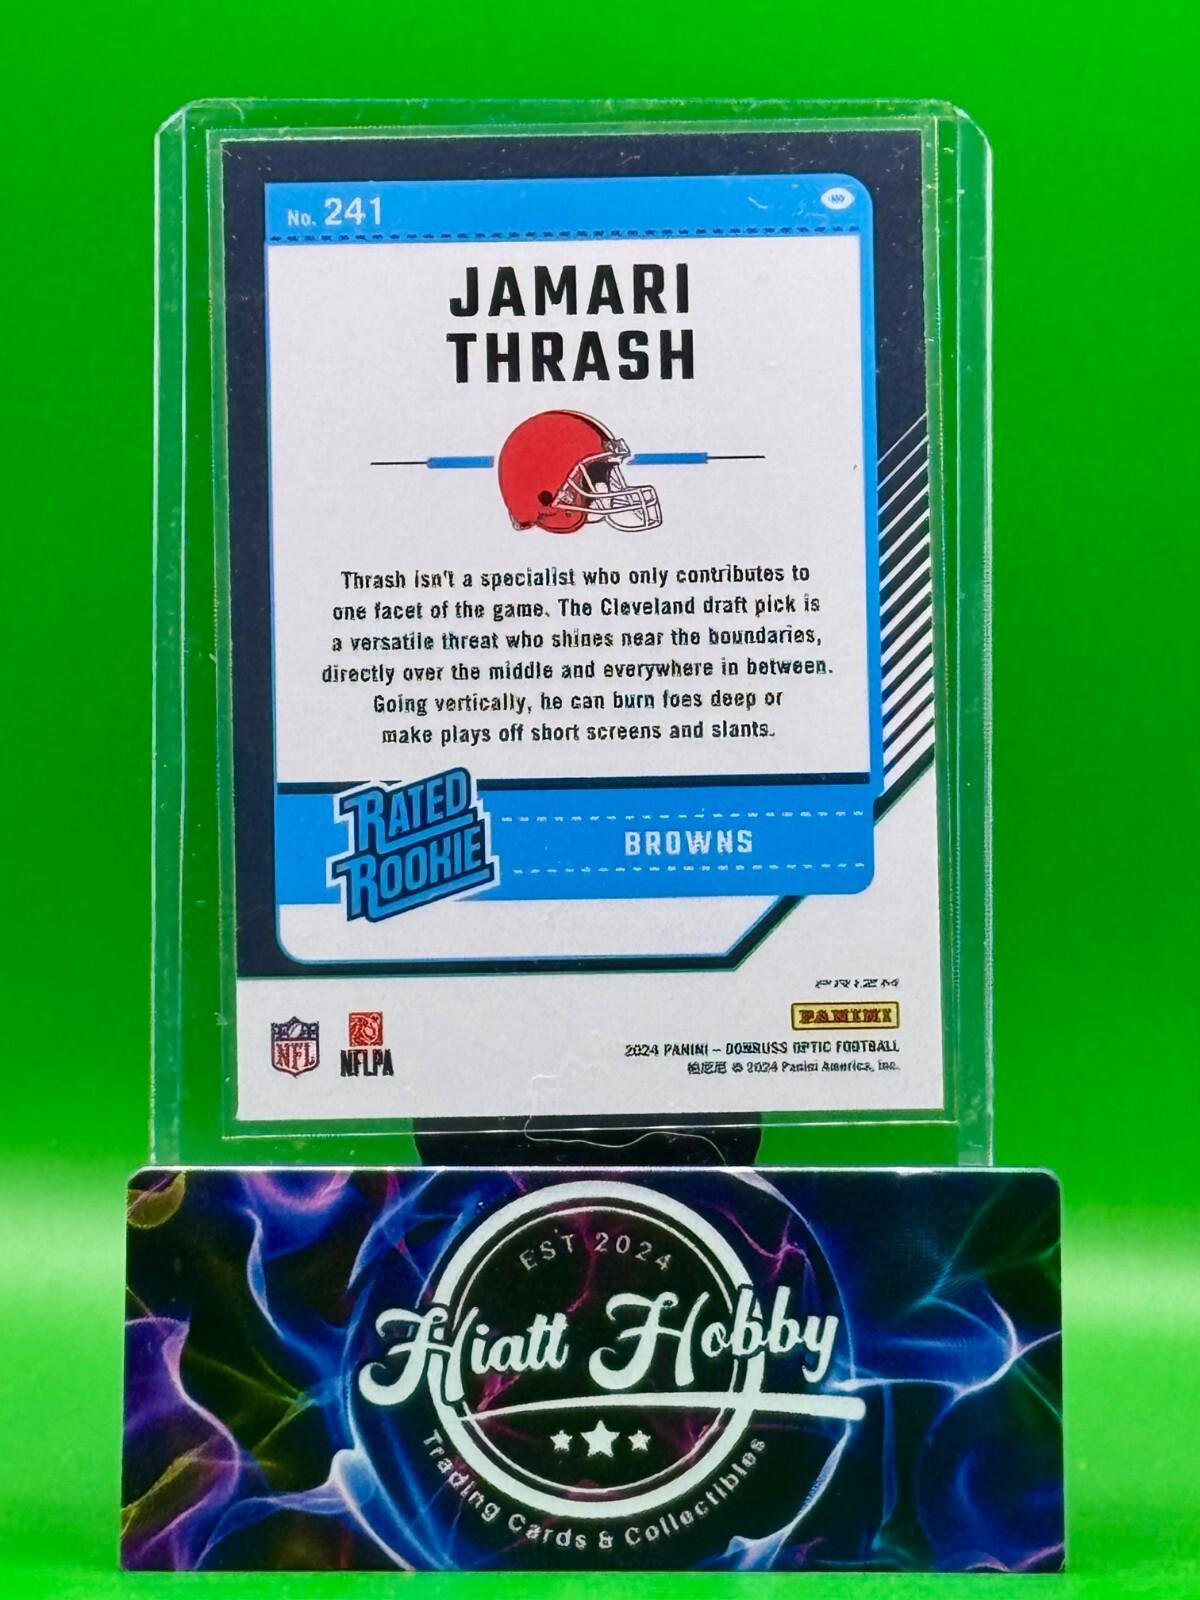 No. 241
JAMARI
THRASH
Thrash isn't a specialist who only contributes to
one facet of the game. The Cleveland draft pick is
a versatile threat who shines near the boundaries,
directly over the middle and everywhere in between.
Going vertically, he can burn foes deep or
make plays off short screens and slants.
RATED
ROOKIE
BROWNS
PRIZM
PANINI
NFL
NFLPA
2024 PANINI – DONRUSS OPTIC FOOTBALL
© 2024 Panini America, Inc.
EST 2024
Hiatt Hobby
Trading Cards & Collectibles